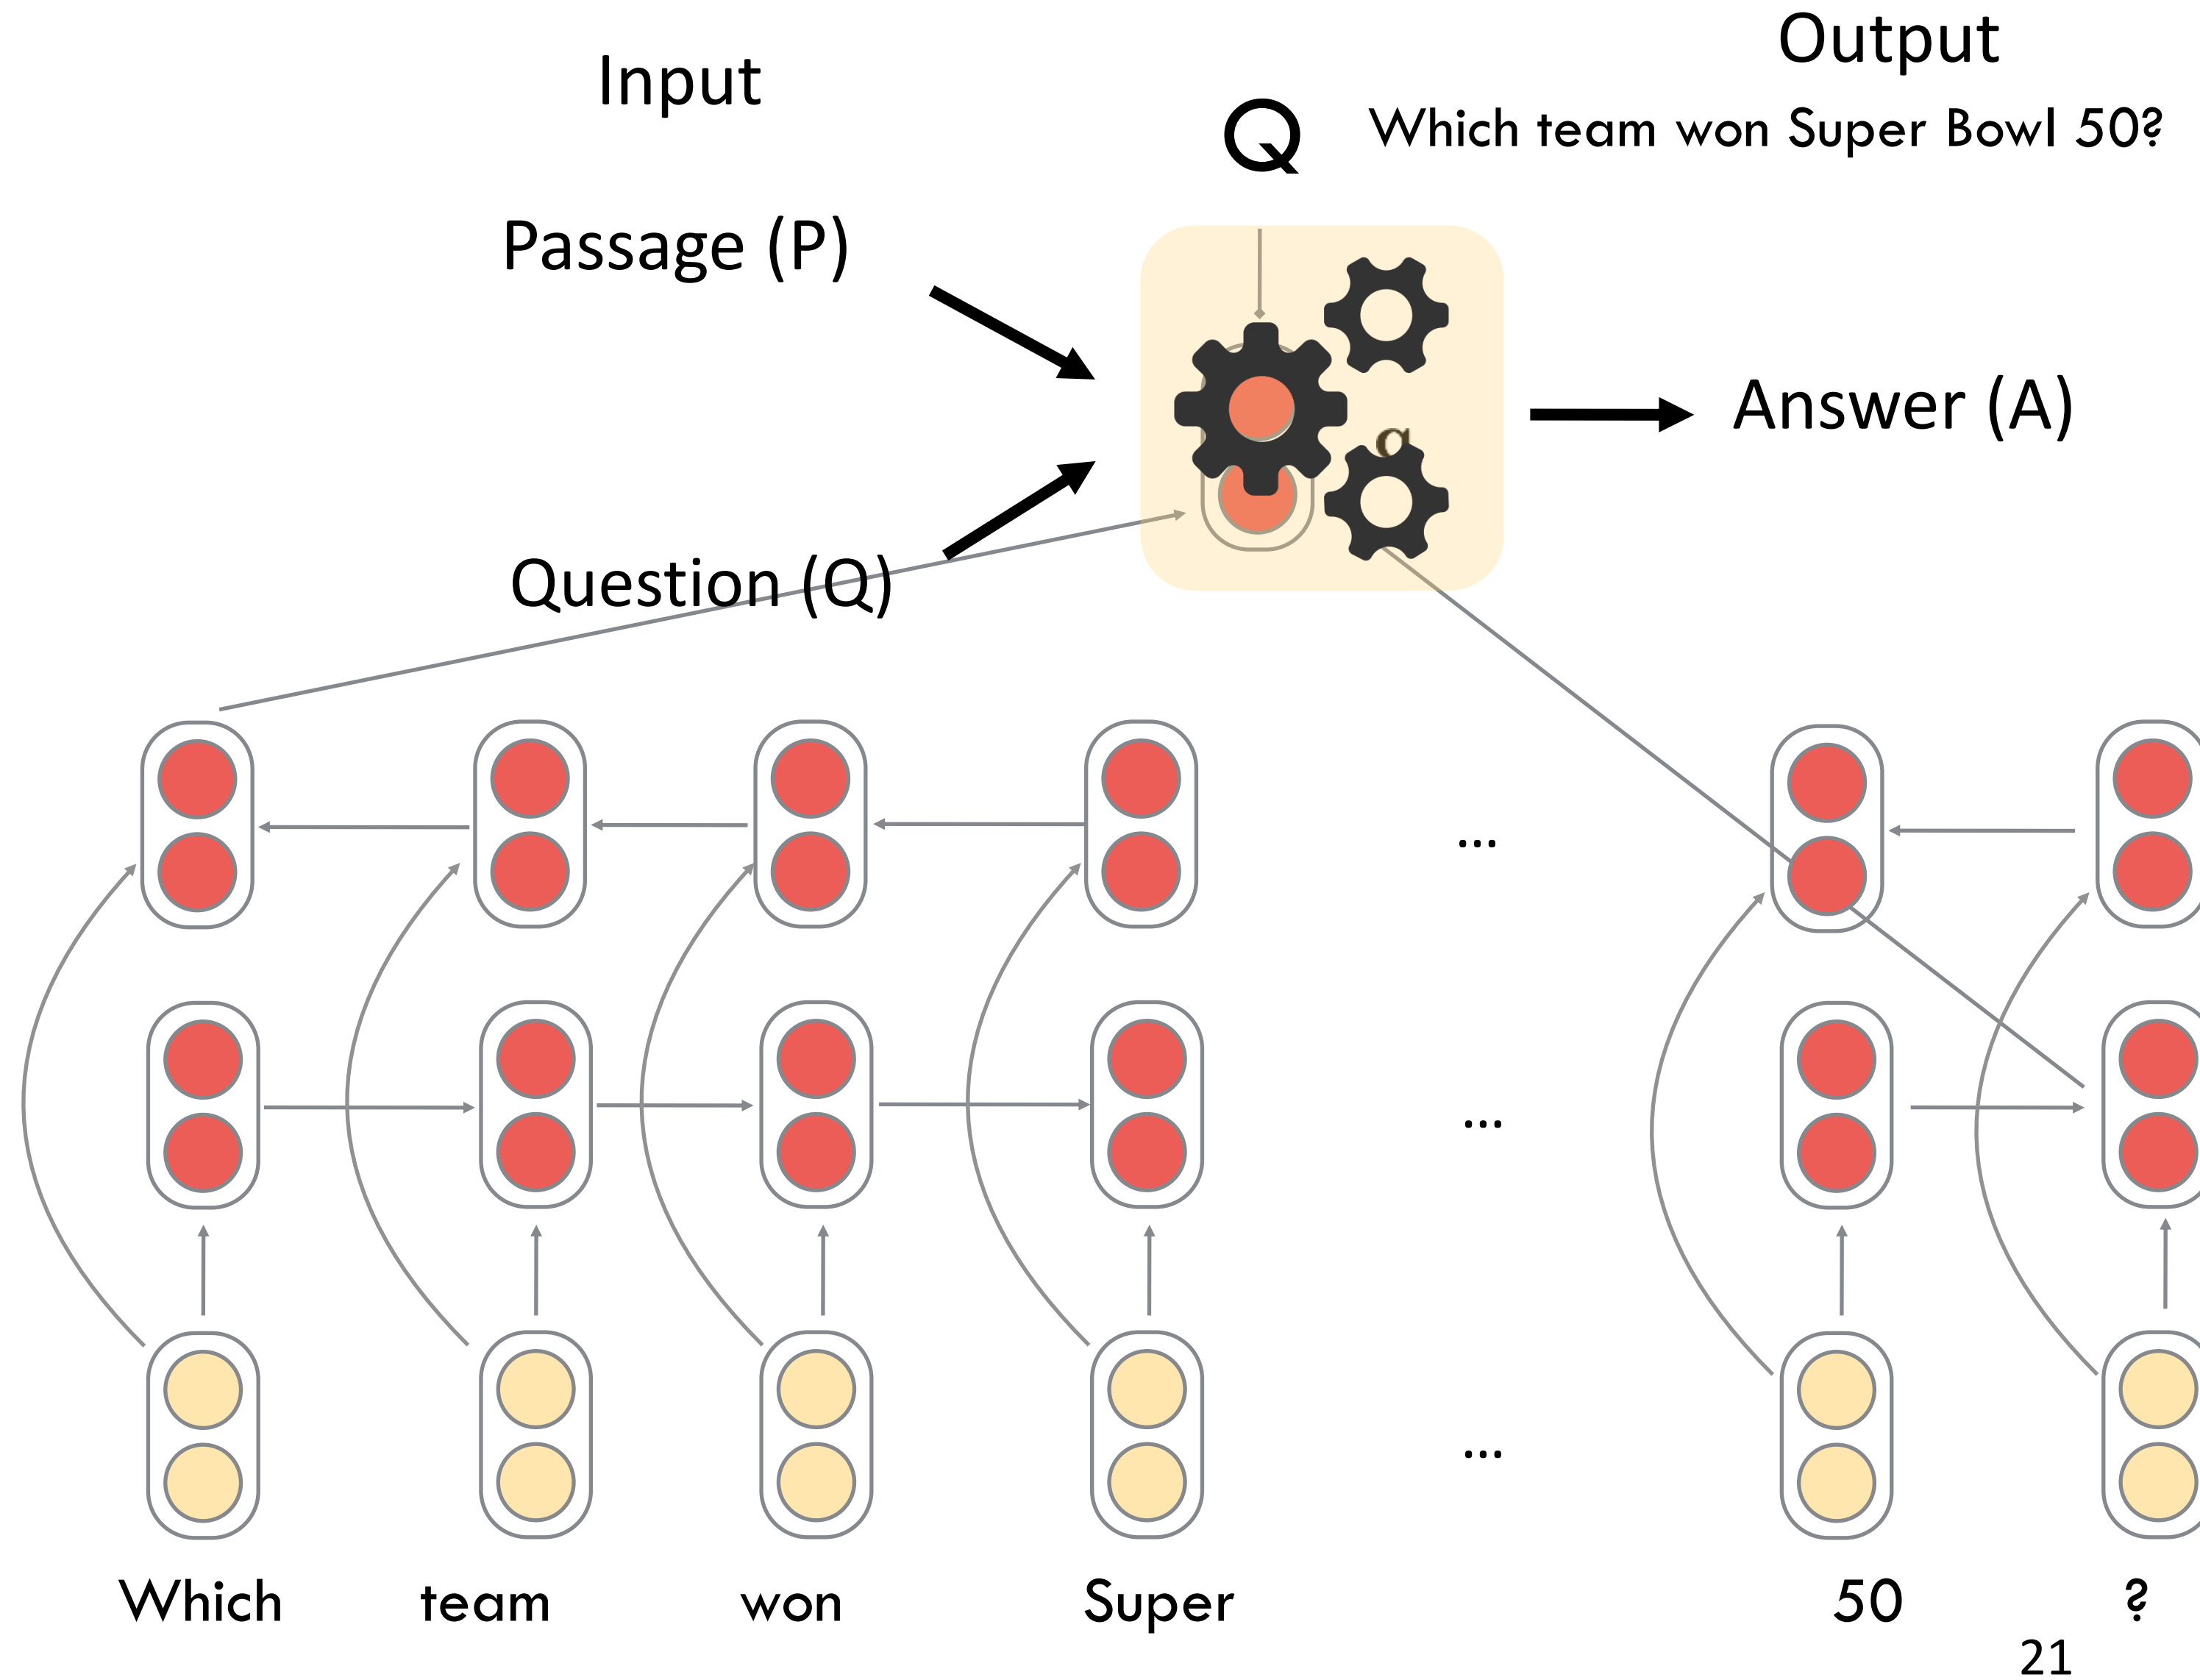 Input
Output
Q Which team won Super Bowl 50?
Passage (P)
Answer (A)
Question (Q)
...
...
...
Which team won Super 50 ?
21